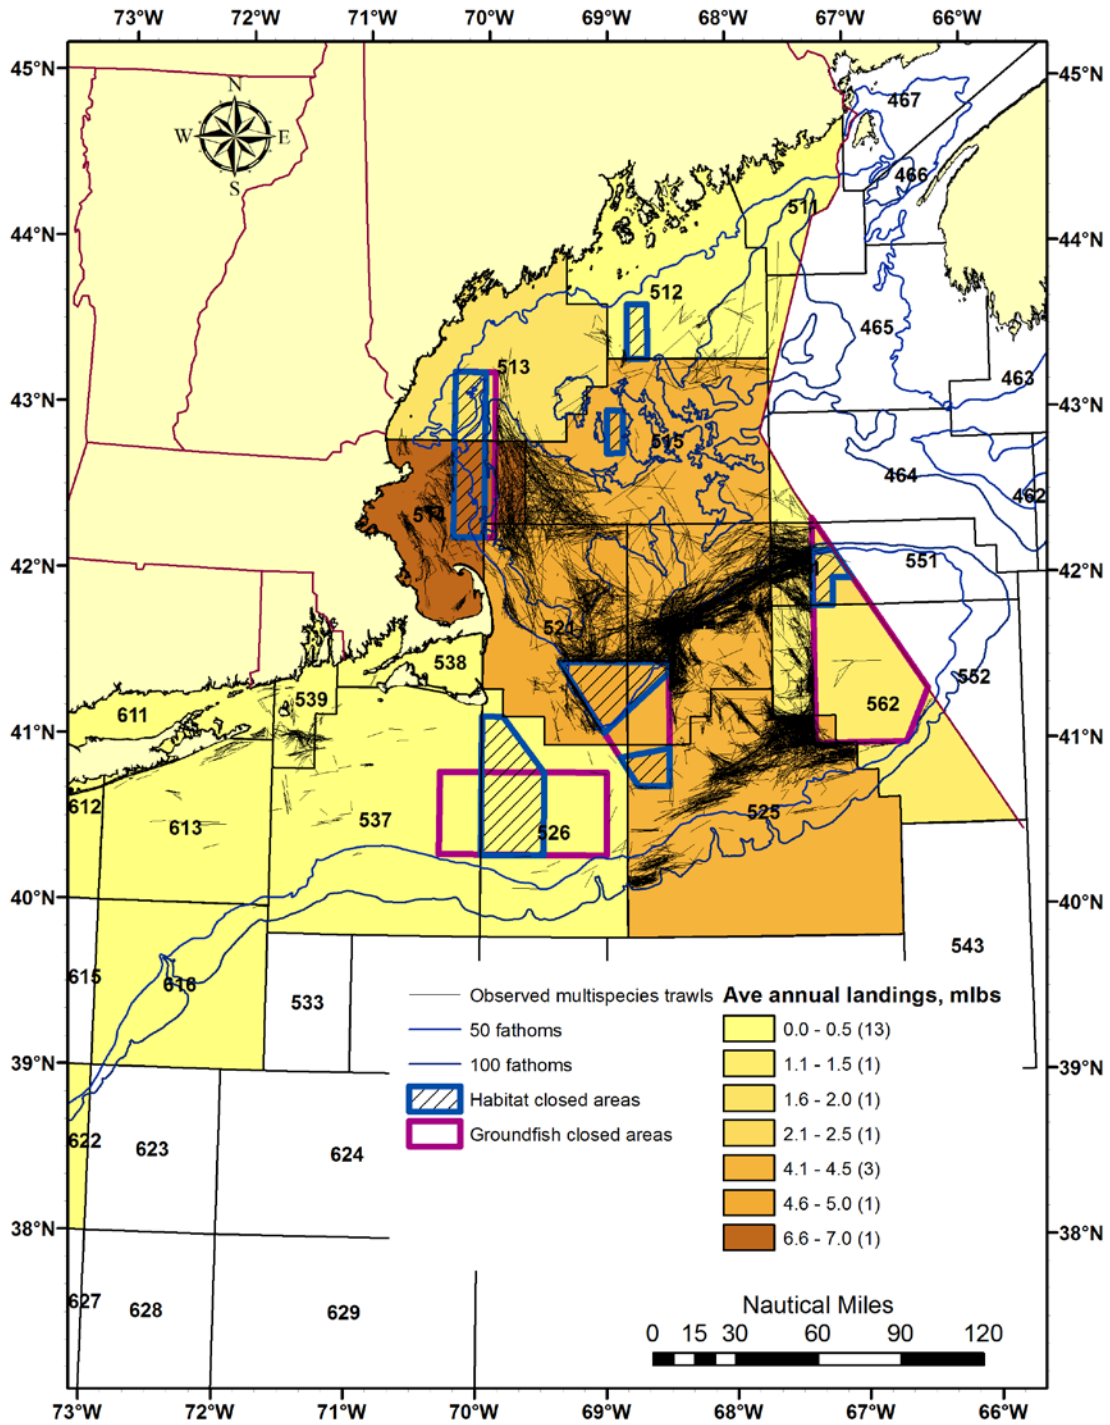 73°W 72°W 71°W 70°W 69°W 68°W 67°W 66°W
45°N 45°N
N
W E
S
467
466
44°N 511 44°N
512
465
513 463
43°N 43°N
515
464
462
514
42°N 551 42°N
521
538
552
539
611 562
41°N 41°N
612 613 537 526 525
40°N 40°N
543
615 616 533
39°N 39°N
622 623 624
38°N 38°N
627 628 629
Observed multispecies trawls
50 fathoms
100 fathoms
Habitat closed areas
Groundfish closed areas
Ave annual landings, mlbs
0.0 - 0.5 (13)
1.1 - 1.5 (1)
1.6 - 2.0 (1)
2.1 - 2.5 (1)
4.1 - 4.5 (3)
4.6 - 5.0 (1)
6.6 - 7.0 (1)
Nautical Miles
0 15 30 60 90 120
73°W 72°W 71°W 70°W 69°W 68°W 67°W 66°W